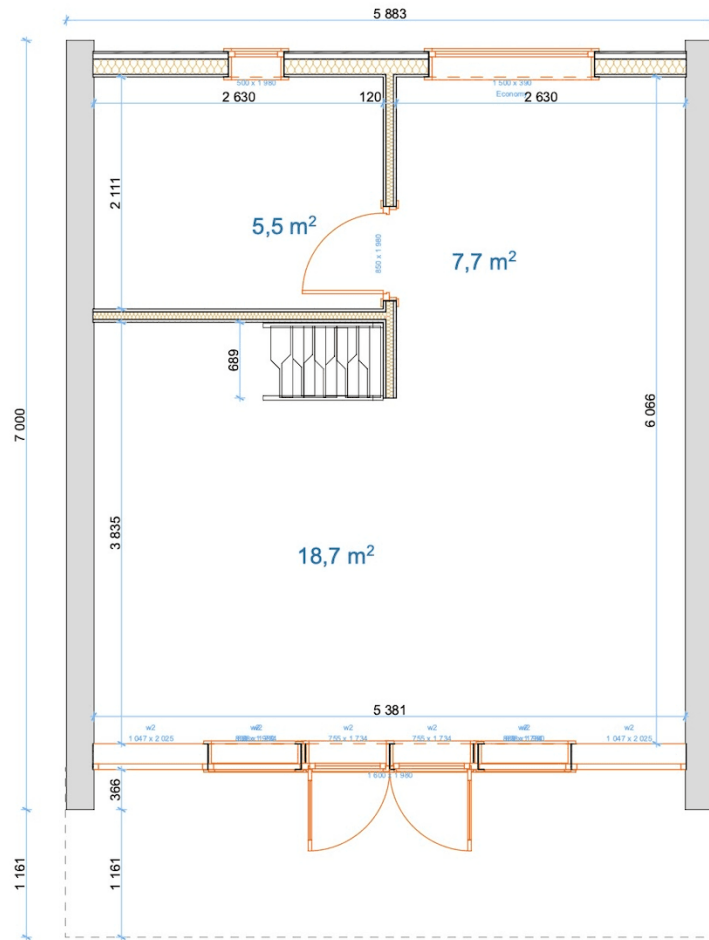 5 883
500 x 1 980
1 500 x 390
Economy
2 630
120
2 630
2 111
5,5 m²
850 x 1 980
7,7 m²
689
7 000
6 066
3 835
18,7 m²
5 381
w2
w2
w2
w2
1 047 x 2 025
755 x 1 734
755 x 1 734
1 047 x 2 025
1 600 x 1 980
366
1 161
1 161